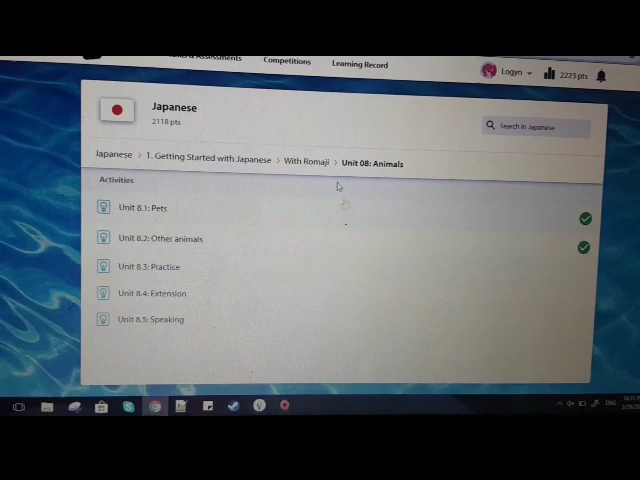 & Assessments Competitions Learning Record
Logyn 2223 pts
Japanese
2118 pts
Search in Japanese
Japanese > 1. Getting Started with Japanese > With Romaji > Unit 08: Animals
Activities
Unit 8.1: Pets
Unit 8.2: Other animals
Unit 8.3: Practice
Unit 8.4: Extension
Unit 8.5: Speaking
ENG